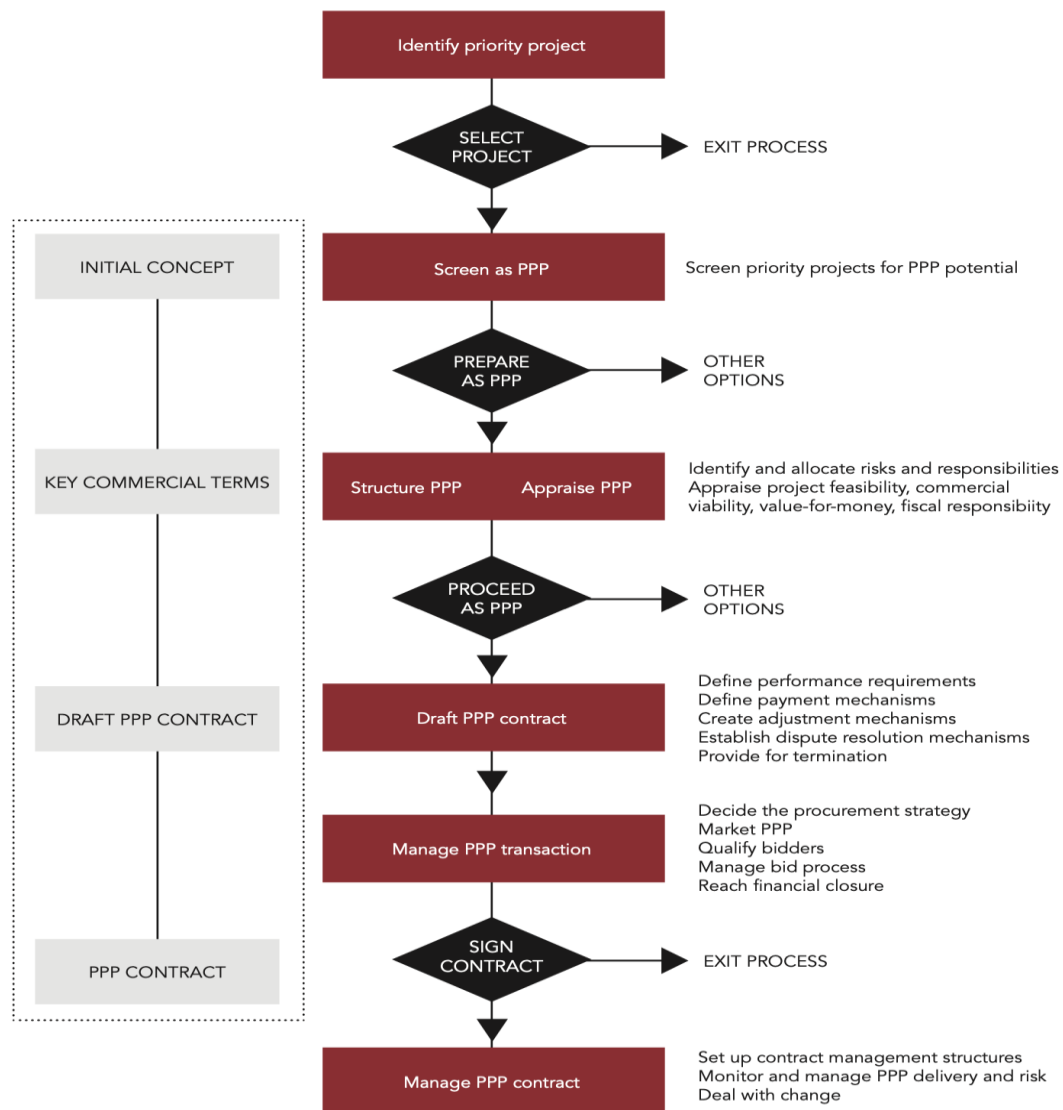 Identify priority project
SELECT
PROJECT
EXIT PROCESS
INITIAL CONCEPT
Screen as PPP
Screen priority projects for PPP potential
PREPARE
AS PPP
OTHER
OPTIONS
KEY COMMERCIAL TERMS
Structure PPP
Appraise PPP
Identify and allocate risks and responsibilities
Appraise project feasibility, commercial
viability, value-for-money, fiscal responsibiity
PROCEED
AS PPP
OTHER
OPTIONS
DRAFT PPP CONTRACT
Draft PPP contract
Define performance requirements
Define payment mechanisms
Create adjustment mechanisms
Establish dispute resolution mechanisms
Provide for termination
Manage PPP transaction
Decide the procurement strategy
Market PPP
Qualify bidders
Manage bid process
Reach financial closure
SIGN
CONTRACT
EXIT PROCESS
PPP CONTRACT
Manage PPP contract
Set up contract management structures
Monitor and manage PPP delivery and risk
Deal with change